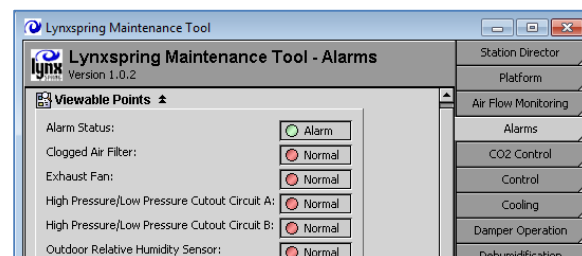 Lynxspring Maintenance Tool
Lynxspring Maintenance Tool - Alarms
Version 1.0.2
lynx
Viewable Points
Alarm Status: Alarm
Clogged Air Filter: Normal
Exhaust Fan: Normal
High Pressure/Low Pressure Cutout Circuit A: Normal
High Pressure/Low Pressure Cutout Circuit B: Normal
Outdoor Relative Humidity Sensor: Normal
Station Director
Platform
Air Flow Monitoring
Alarms
CO2 Control
Control
Cooling
Damper Operation
Dehumidification